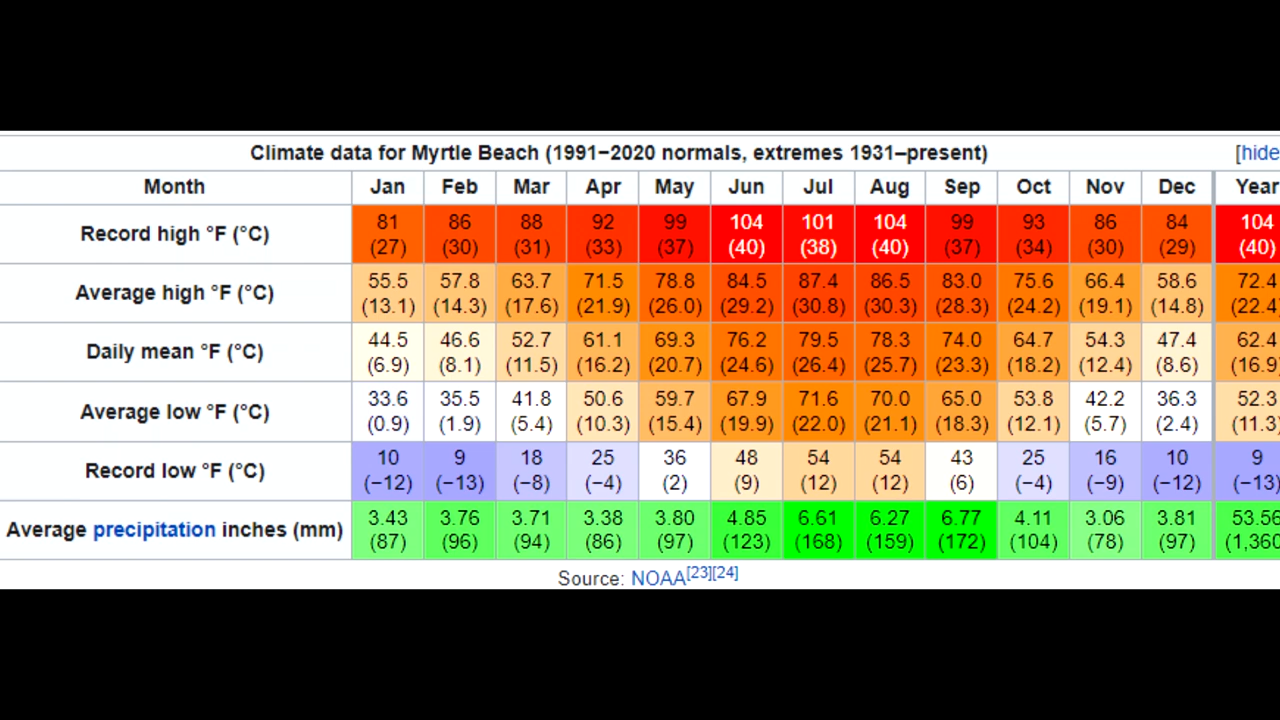 Climate data for Myrtle Beach (1991−2020 normals, extremes 1931–present) [hide
Month Jan Feb Mar Apr May Jun Jul Aug Sep Oct Nov Dec Year
Record high °F (°C) 81 86 88 92 99 104 101 104 99 93 86 84 104
(27) (30) (31) (33) (37) (40) (38) (40) (37) (34) (30) (29) (40)
Average high °F (°C) 55.5 57.8 63.7 71.5 78.8 84.5 87.4 86.5 83.0 75.6 66.4 58.6 72.4
(13.1) (14.3) (17.6) (21.9) (26.0) (29.2) (30.8) (30.3) (28.3) (24.2) (19.1) (14.8) (22.4
Daily mean °F (°C) 44.5 46.6 52.7 61.1 69.3 76.2 79.5 78.3 74.0 64.7 54.3 47.4 62.4
(6.9) (8.1) (11.5) (16.2) (20.7) (24.6) (26.4) (25.7) (23.3) (18.2) (12.4) (8.6) (16.9
Average low °F (°C) 33.6 35.5 41.8 50.6 59.7 67.9 71.6 70.0 65.0 53.8 42.2 36.3 52.3
(0.9) (1.9) (5.4) (10.3) (15.4) (19.9) (22.0) (21.1) (18.3) (12.1) (5.7) (2.4) (11.3
Record low °F (°C) 10 9 18 25 36 48 54 54 43 25 16 10 9
(−12) (−13) (−8) (−4) (2) (9) (12) (12) (6) (−4) (−9) (−12) (−13)
Average precipitation inches (mm) 3.43 3.76 3.71 3.38 3.80 4.85 6.61 6.27 6.77 4.11 3.06 3.81 53.56
(87) (96) (94) (86) (97) (123) (168) (159) (172) (104) (78) (97) (1,360
Source: NOAA[23][24]